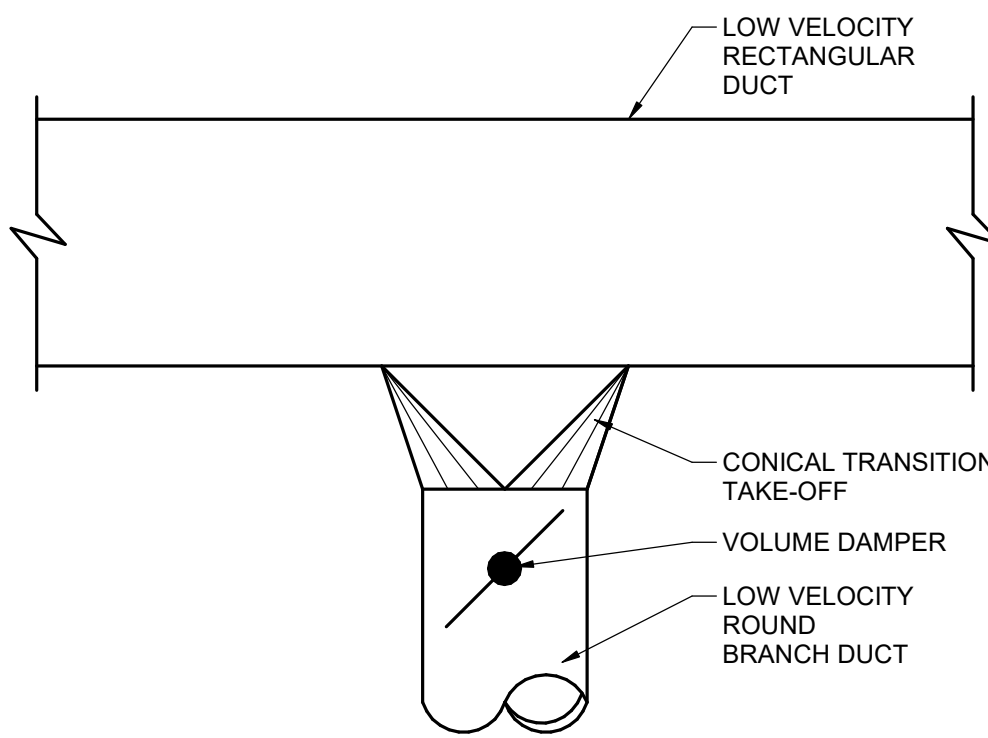 LOW VELOCITY
RECTANGULAR
DUCT
CONICAL TRANSITION
TAKE-OFF
VOLUME DAMPER
LOW VELOCITY
ROUND
BRANCH DUCT